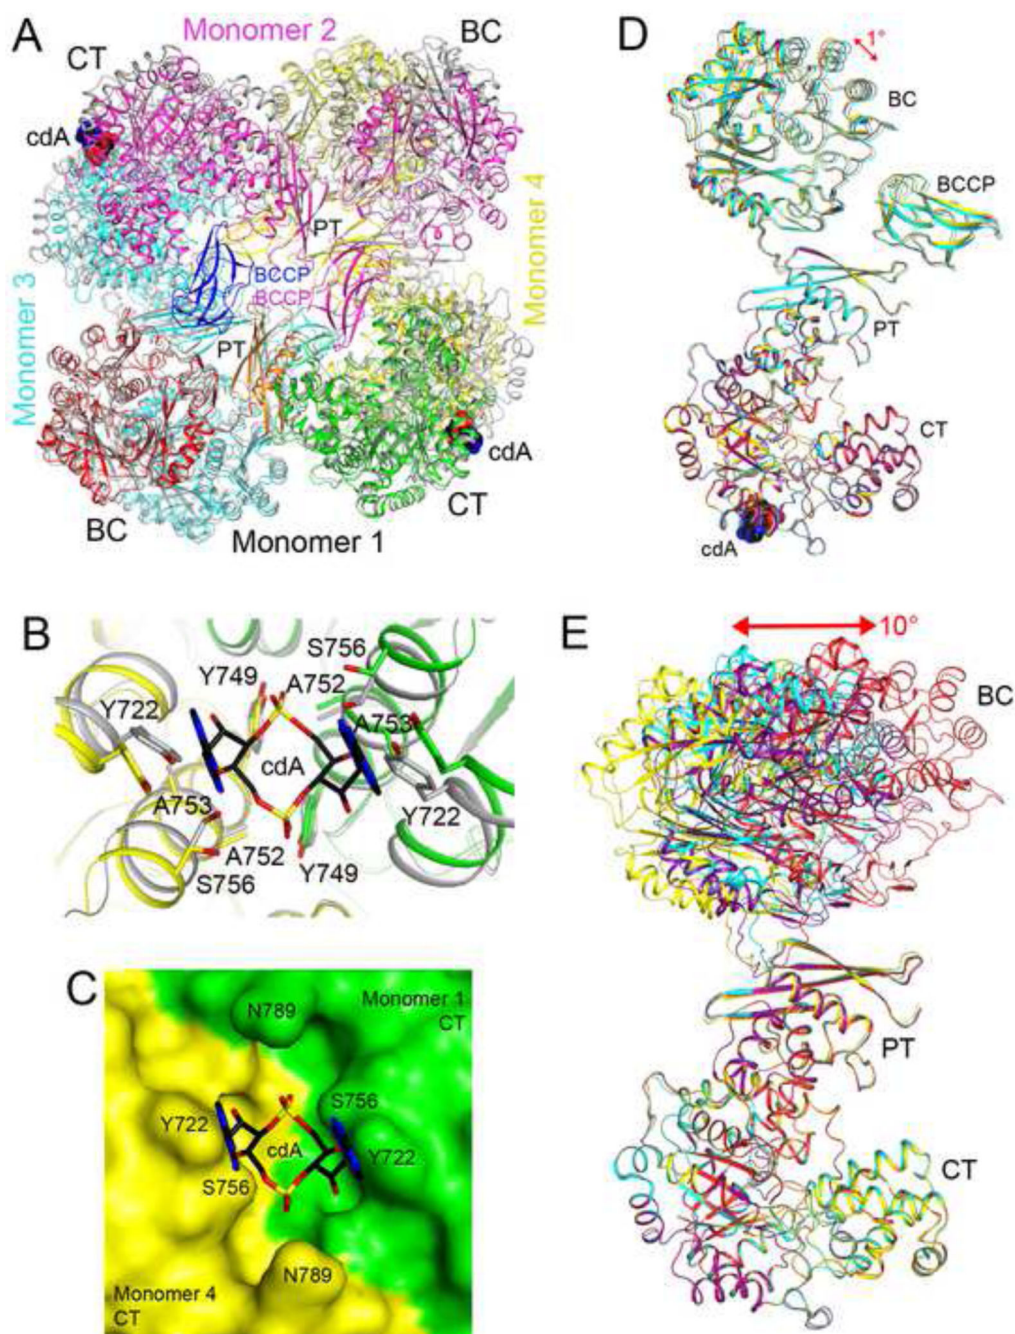 A
Monomer 2
BC
CT
cdA
Monomer 3
Monomer 4
PT
BCCP
BCCP
PT
cdA
CT
BC
Monomer 1
D
1°
BC
BCCP
PT
CT
cdA
B
S756
Y749
A752
Y722
A753
cdA
A753
A752
Y722
S756
Y749
C
N789
Monomer 1
CT
S756
Y722
cdA
Y722
S756
N789
Monomer 4
CT
E
10°
BC
PT
CT